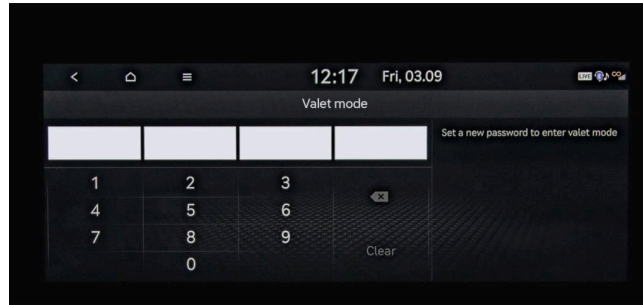 12:17 Fri, 03.09 LIVE
Valet mode
Set a new password to enter valet mode
1 2 3
4 5 6
7 8 9
Clear
0